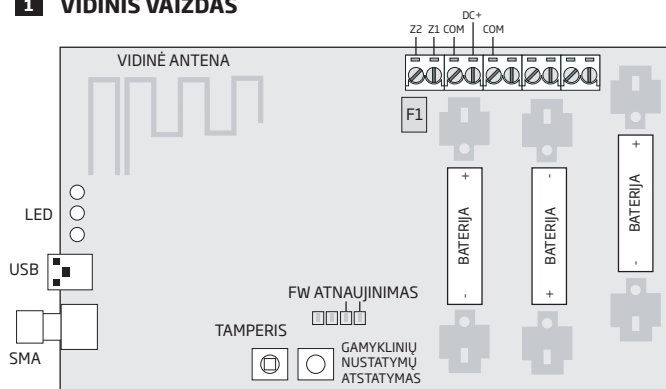 1 VIDINIS VAIZDAS
DC+
Z2 Z1 COM COM
VIDINĖ ANTENA
F1
+ - +
BATERIJA BATERIJA BATERIJA
- + -
LED
USB
SMA
FW ATNAUJINIMAS
TAMPERIS
GAMYKLINIŲ
NUSTATYMŲ
ATSTATYMAS